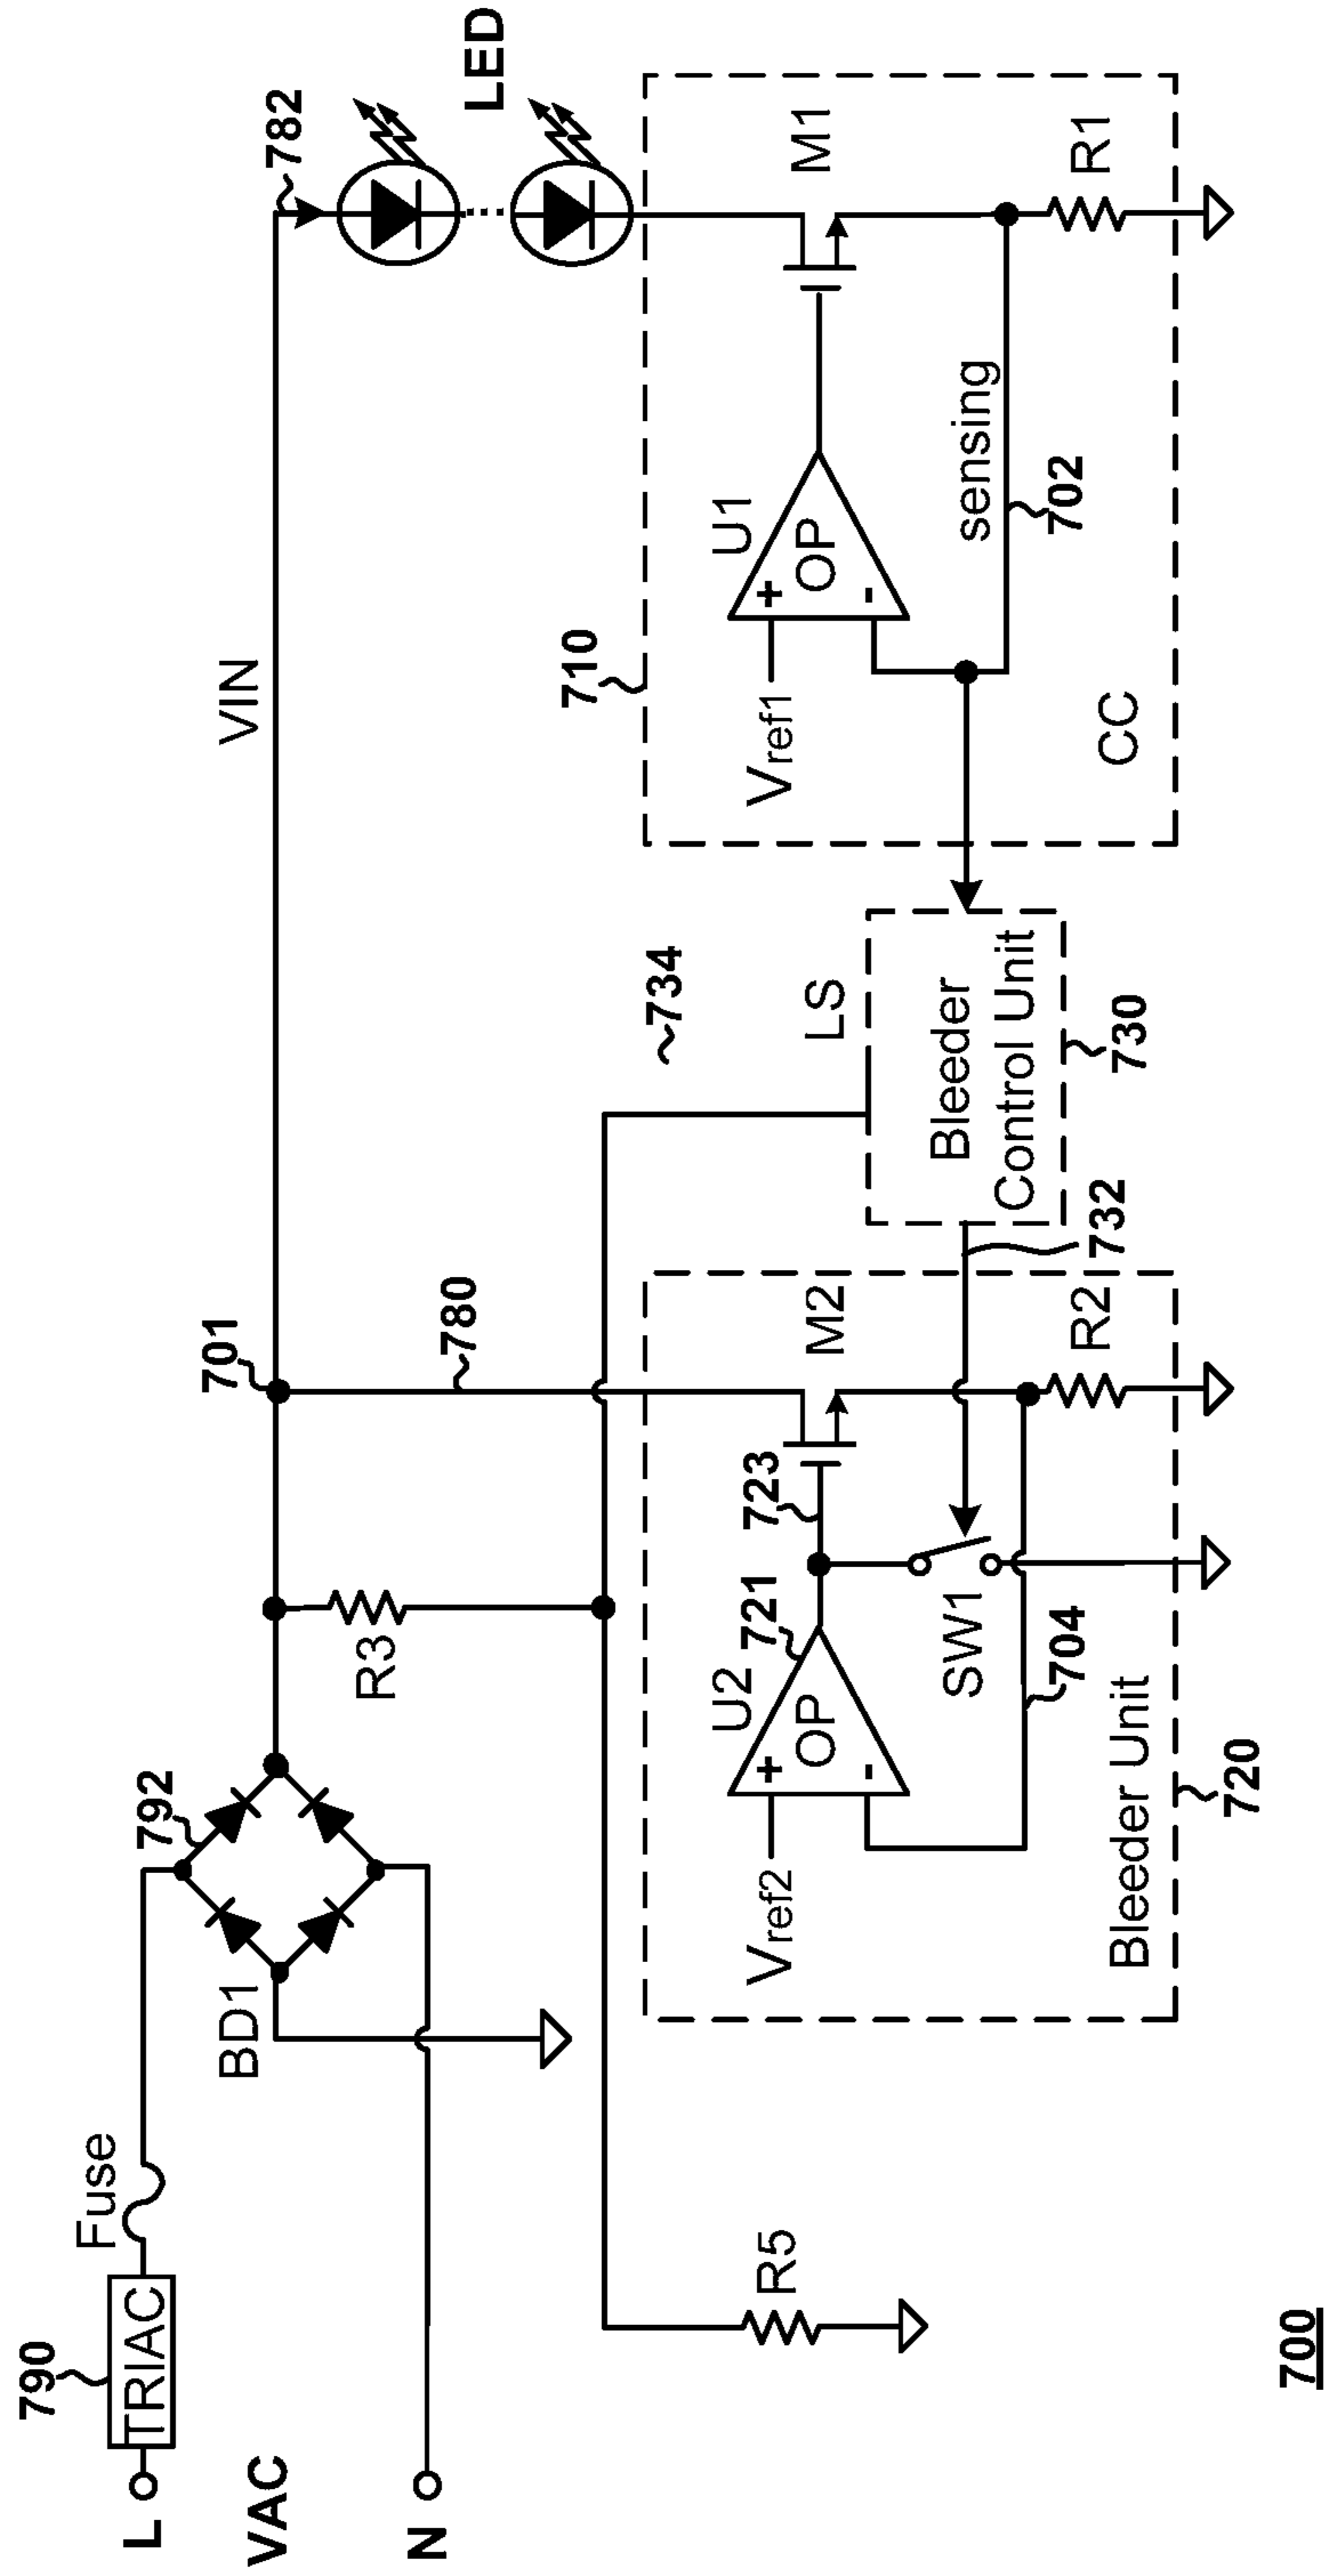 790
L
TRIAC
Fuse
VAC
N
BD1
792
R3
701
VIN
782
LED
780
R5
734
LS
Bleeder
Control Unit
730
732
720
Bleeder Unit
Vref2
U2
+
OP
-
721
723
M2
SW1
704
R2
710
CC
Vref1
U1
+
OP
-
M1
sensing
702
R1
700